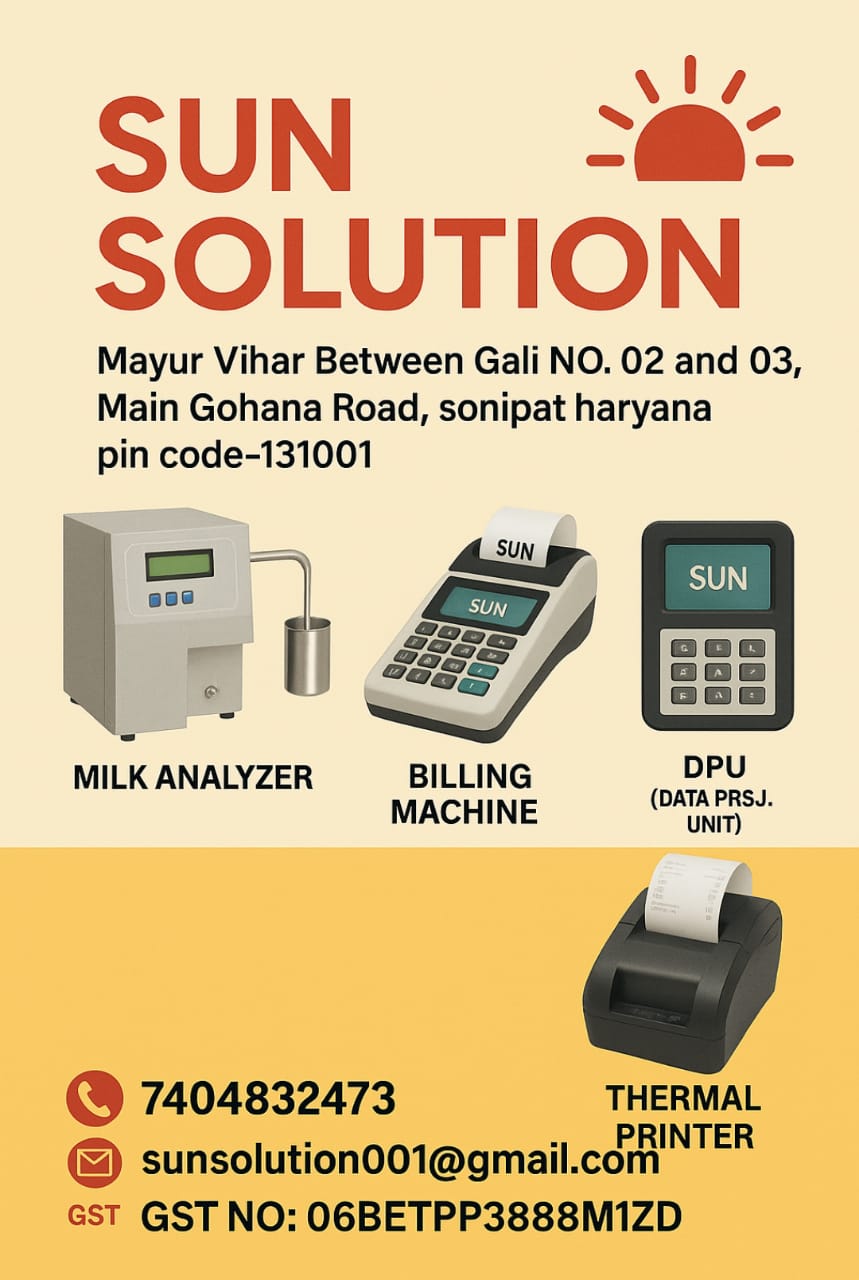 SUN
SOLUTION
Mayur Vihar Between Gali NO. 02 and 03,
Main Gohana Road, sonipat haryana
pin code-131001
SUN
SUN
SUN
MILK ANALYZER
BILLING
MACHINE
DPU
(DATA PRSJ.
UNIT)
THERMAL
PRINTER
7404832473
sunsolution001@gmail.com
GST
GST NO: 06BETPP3888M1ZD